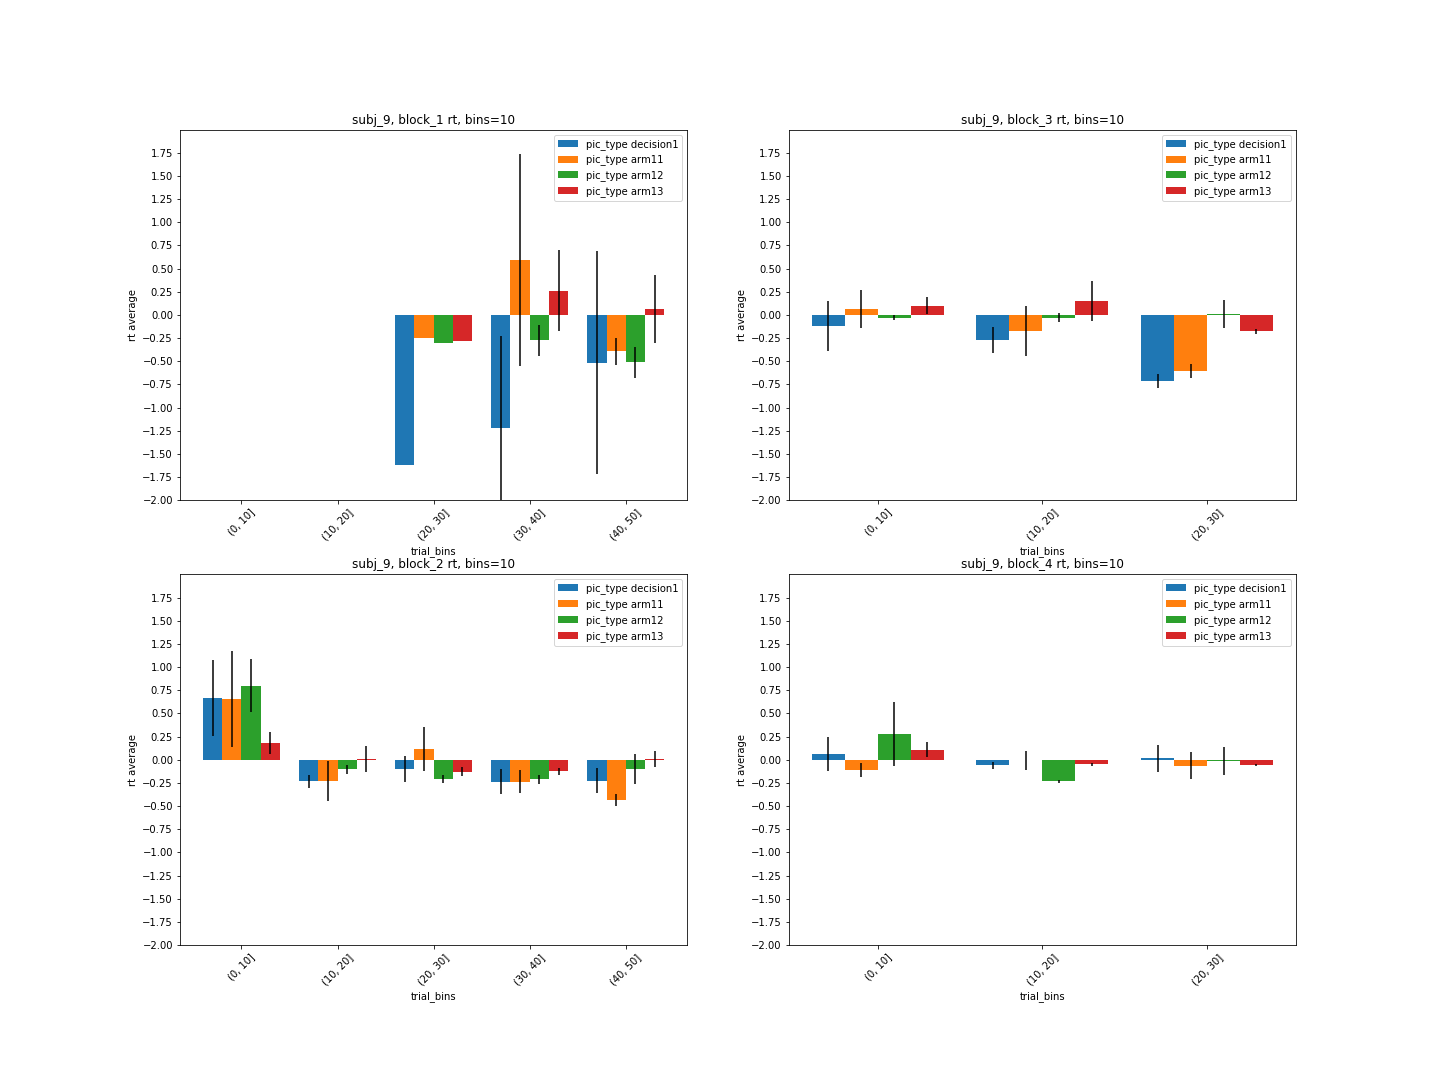 subj_9, block_1 rt, bins=10
pic_type decision1
pic_type arm11
pic_type arm12
pic_type arm13
1.75
1.50
1.25
1.00
0.75
0.50
0.25
0.00
−0.25
−0.50
−0.75
−1.00
−1.25
−1.50
−1.75
−2.00
rt average
(0, 10]
(10, 20]
(20, 30]
(30, 40]
(40, 50]
trial_bins
subj_9, block_3 rt, bins=10
pic_type decision1
pic_type arm11
pic_type arm12
pic_type arm13
1.75
1.50
1.25
1.00
0.75
0.50
0.25
0.00
−0.25
−0.50
−0.75
−1.00
−1.25
−1.50
−1.75
−2.00
rt average
(0, 10]
(10, 20]
(20, 30]
trial_bins
subj_9, block_2 rt, bins=10
pic_type decision1
pic_type arm11
pic_type arm12
pic_type arm13
1.75
1.50
1.25
1.00
0.75
0.50
0.25
0.00
−0.25
−0.50
−0.75
−1.00
−1.25
−1.50
−1.75
−2.00
rt average
(0, 10]
(10, 20]
(20, 30]
(30, 40]
(40, 50]
trial_bins
subj_9, block_4 rt, bins=10
pic_type decision1
pic_type arm11
pic_type arm12
pic_type arm13
1.75
1.50
1.25
1.00
0.75
0.50
0.25
0.00
−0.25
−0.50
−0.75
−1.00
−1.25
−1.50
−1.75
−2.00
rt average
(0, 10]
(10, 20]
(20, 30]
trial_bins